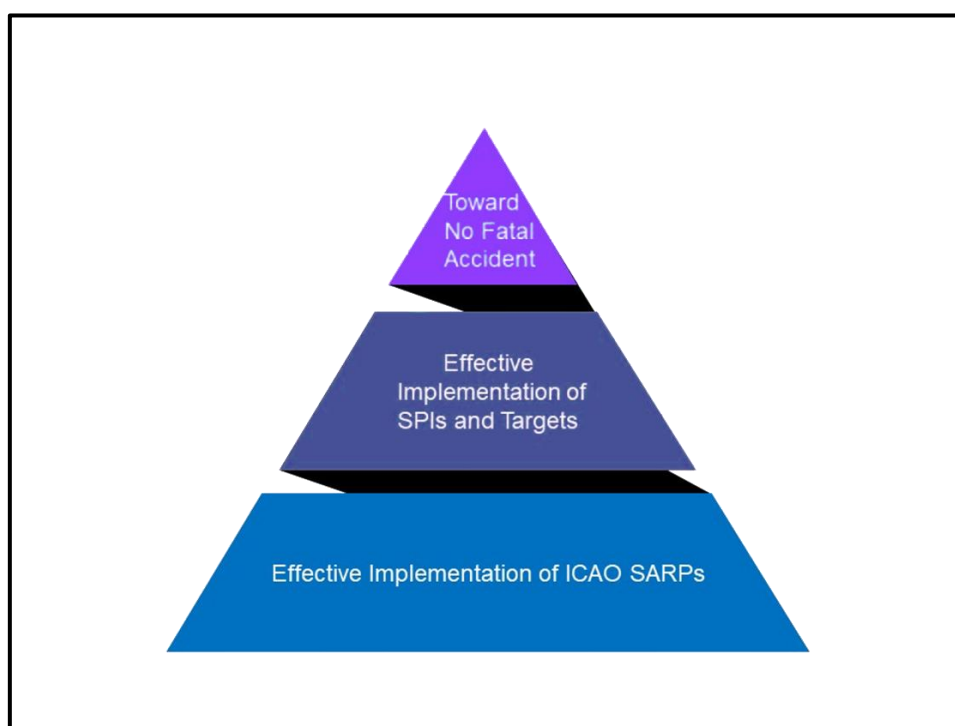 Toward
No Fatal
Accident
Effective
Implementation of
SPIs and Targets
Effective Implementation of ICAO SARPs